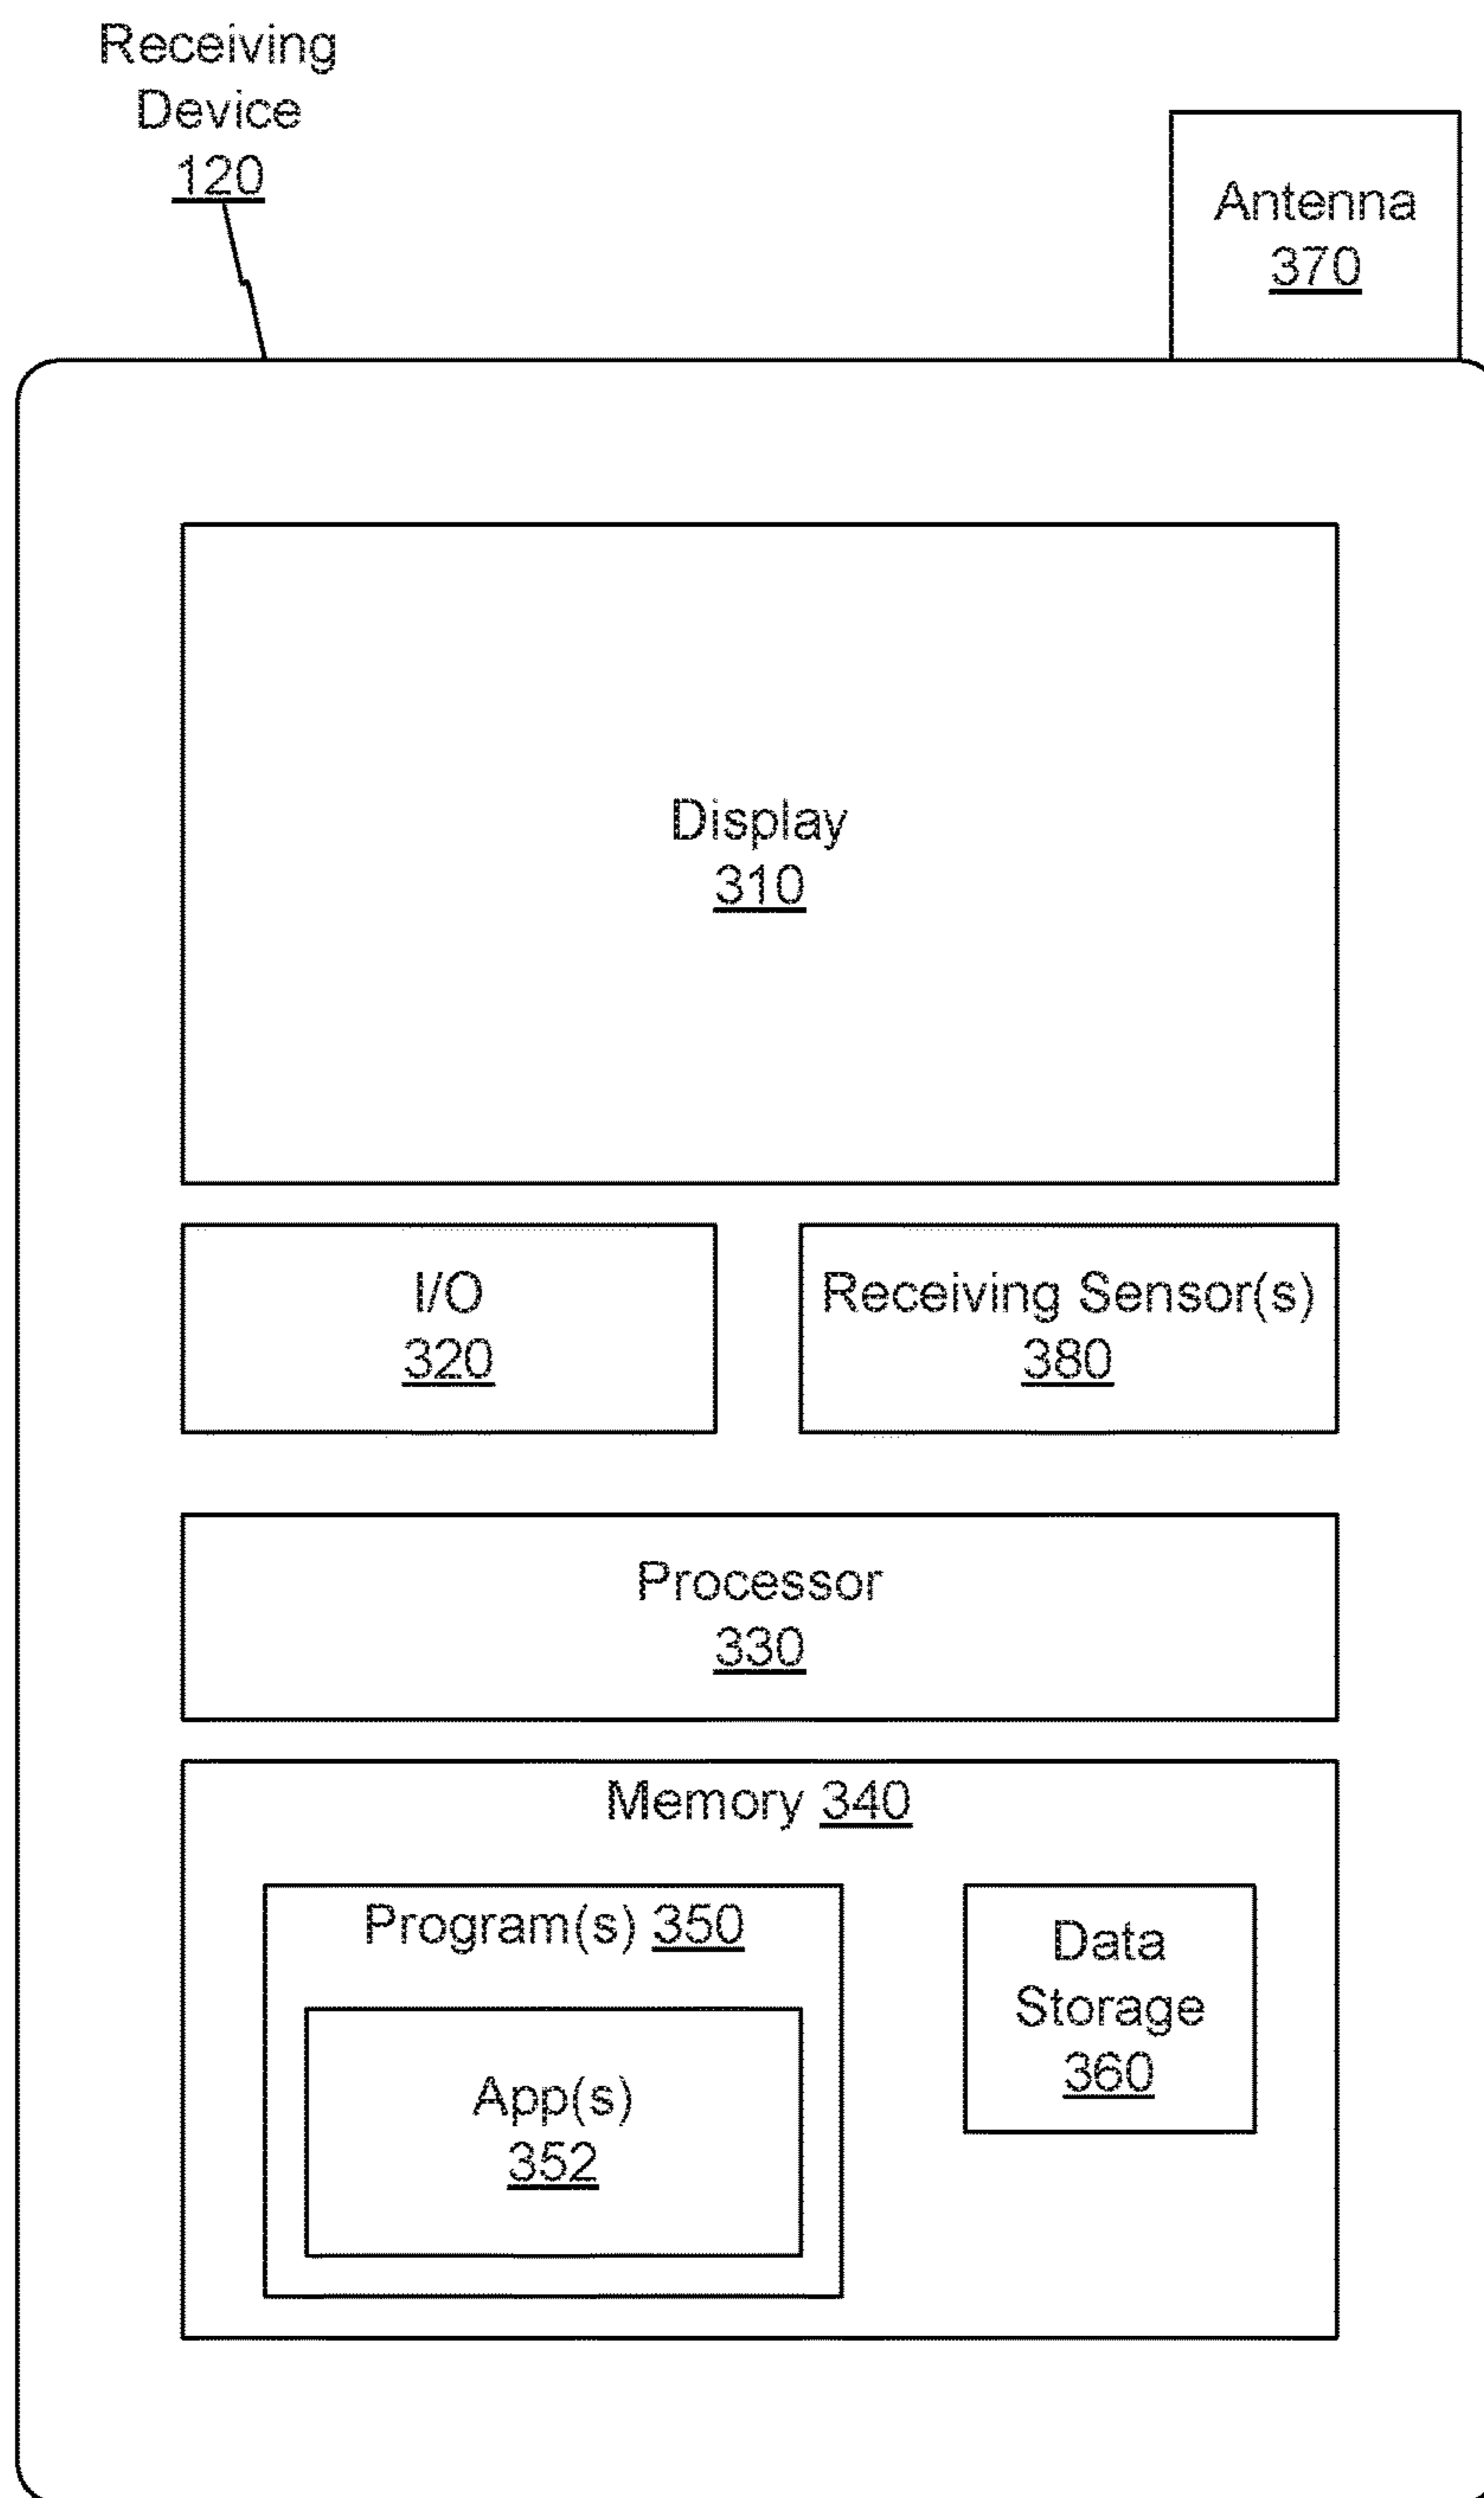 Receiving
Device
120
Antenna
370
Display
310
I/O
320
Receiving Sensor(s)
380
Processor
330
Memory 340
Program(s) 350
App(s)
352
Data
Storage
360